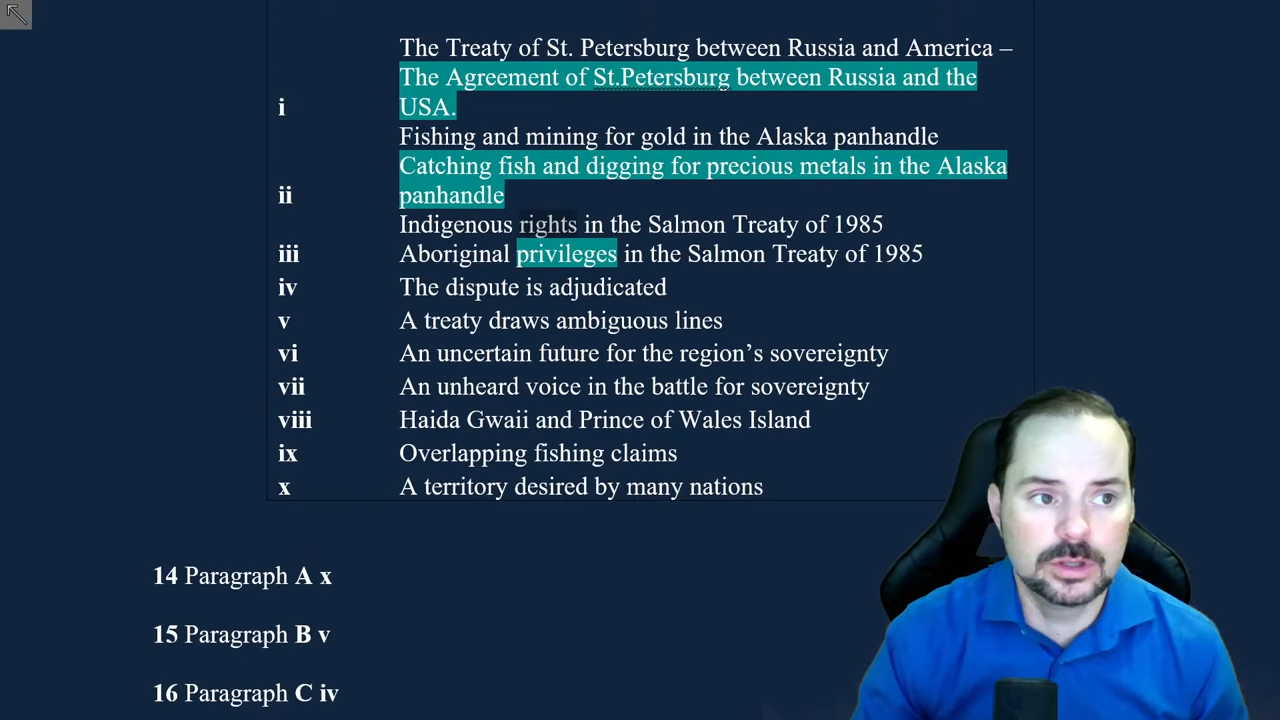 The Treaty of St. Petersburg between Russia and America –
The Agreement of St.Petersburg between Russia and the
i USA.
Fishing and mining for gold in the Alaska panhandle
Catching fish and digging for precious metals in the Alaska
ii panhandle
Indigenous rights in the Salmon Treaty of 1985
iii Aboriginal privileges in the Salmon Treaty of 1985
iv The dispute is adjudicated
v A treaty draws ambiguous lines
vi An uncertain future for the region’s sovereignty
vii An unheard voice in the battle for sovereignty
viii Haida Gwaii and Prince of Wales Island
ix Overlapping fishing claims
x A territory desired by many nations
14 Paragraph A x
15 Paragraph B v
16 Paragraph C iv